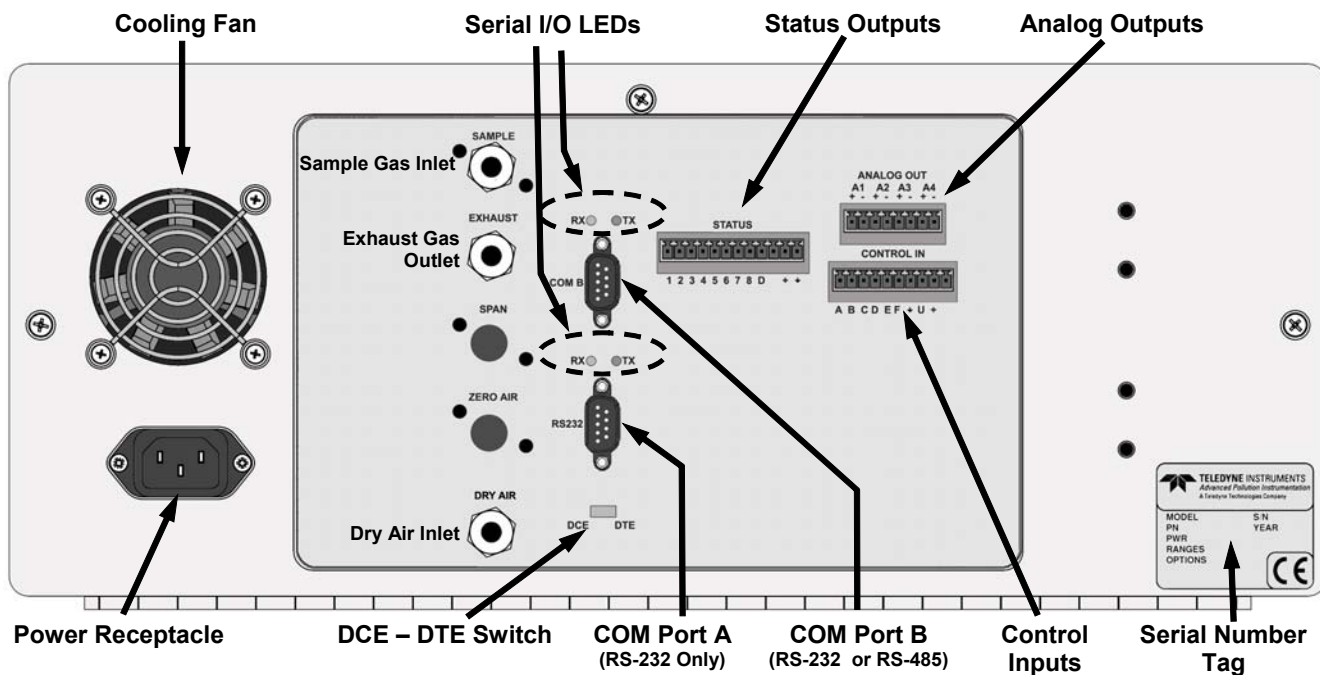 Cooling Fan
Serial I/O LEDs
Status Outputs
Analog Outputs
SAMPLE
Sample Gas Inlet
EXHAUST
Exhaust Gas
Outlet
SPAN
ZERO AIR
DRY AIR
Dry Air Inlet
RX TX
COM B
RX TX
RS232
DCE DTE
STATUS
1 2 3 4 5 6 7 8 D + +
ANALOG OUT
A1 A2 A3 A4
+ - + - + - + -
CONTROL IN
A B C D E F + U +
TELEDYNE INSTRUMENTS
Advanced Pollution Instrumentation
A Teledyne Technologies Company
MODEL S/N
PN YEAR
PWR
RANGES
OPTIONS
CE
Power Receptacle
DCE – DTE Switch
COM Port A
(RS-232 Only)
COM Port B
(RS-232 or RS-485)
Control
Inputs
Serial Number
Tag